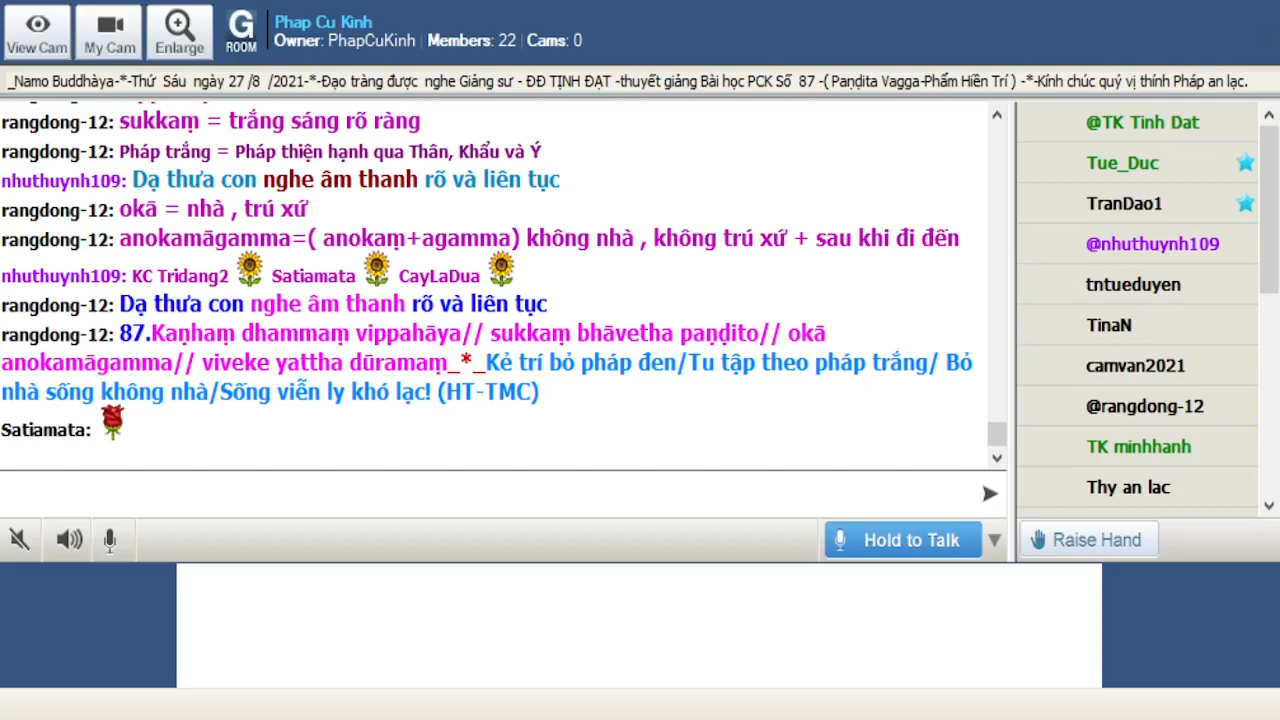 View Cam
My Cam
Enlarge
G
ROOM
Phap Cu Kinh
Owner: PhapCuKinh | Members: 22 | Cams: 0
_Namo Buddhàya-*-Thứ Sáu ngày 27 /8 /2021-*-Đạo tràng được nghe Giảng sư - ĐĐ TỊNH ĐẠT -thuyết giảng Bài học PCK Số 87 -( Paṇḍita Vagga-Phẩm Hiền Trí ) -*-Kính chúc quý vị thính Pháp an lạc.
rangdong-12: sukkaṃ = trắng sáng rõ ràng
rangdong-12: Pháp trắng = Pháp thiện hạnh qua Thân, Khẩu và Ý
nhuthuynh109: Dạ thưa con nghe âm thanh rõ và liên tục
rangdong-12: okā = nhà , trú xứ
rangdong-12: anokamāgamma=( anokaṃ+agamma) không nhà , không trú xứ + sau khi đi đến
nhuthuynh109: KC Tridang2 Satiamata CayLaDua
rangdong-12: Dạ thưa con nghe âm thanh rõ và liên tục
rangdong-12: 87.Kaṇhaṃ dhammaṃ vippahāya// sukkaṃ bhāvetha paṇḍito// okā
anokamāgamma// viveke yattha dūramaṃ_*_Kẻ trí bỏ pháp đen/Tu tập theo pháp trắng/ Bỏ
nhà sống không nhà/Sống viễn ly khó lạc! (HT-TMC)
Satiamata:
@TK Tinh Dat
Tue_Duc
TranDao1
@nhuthuynh109
tntueduyen
TinaN
camvan2021
@rangdong-12
TK minhhanh
Thy an lac
Hold to Talk
Raise Hand